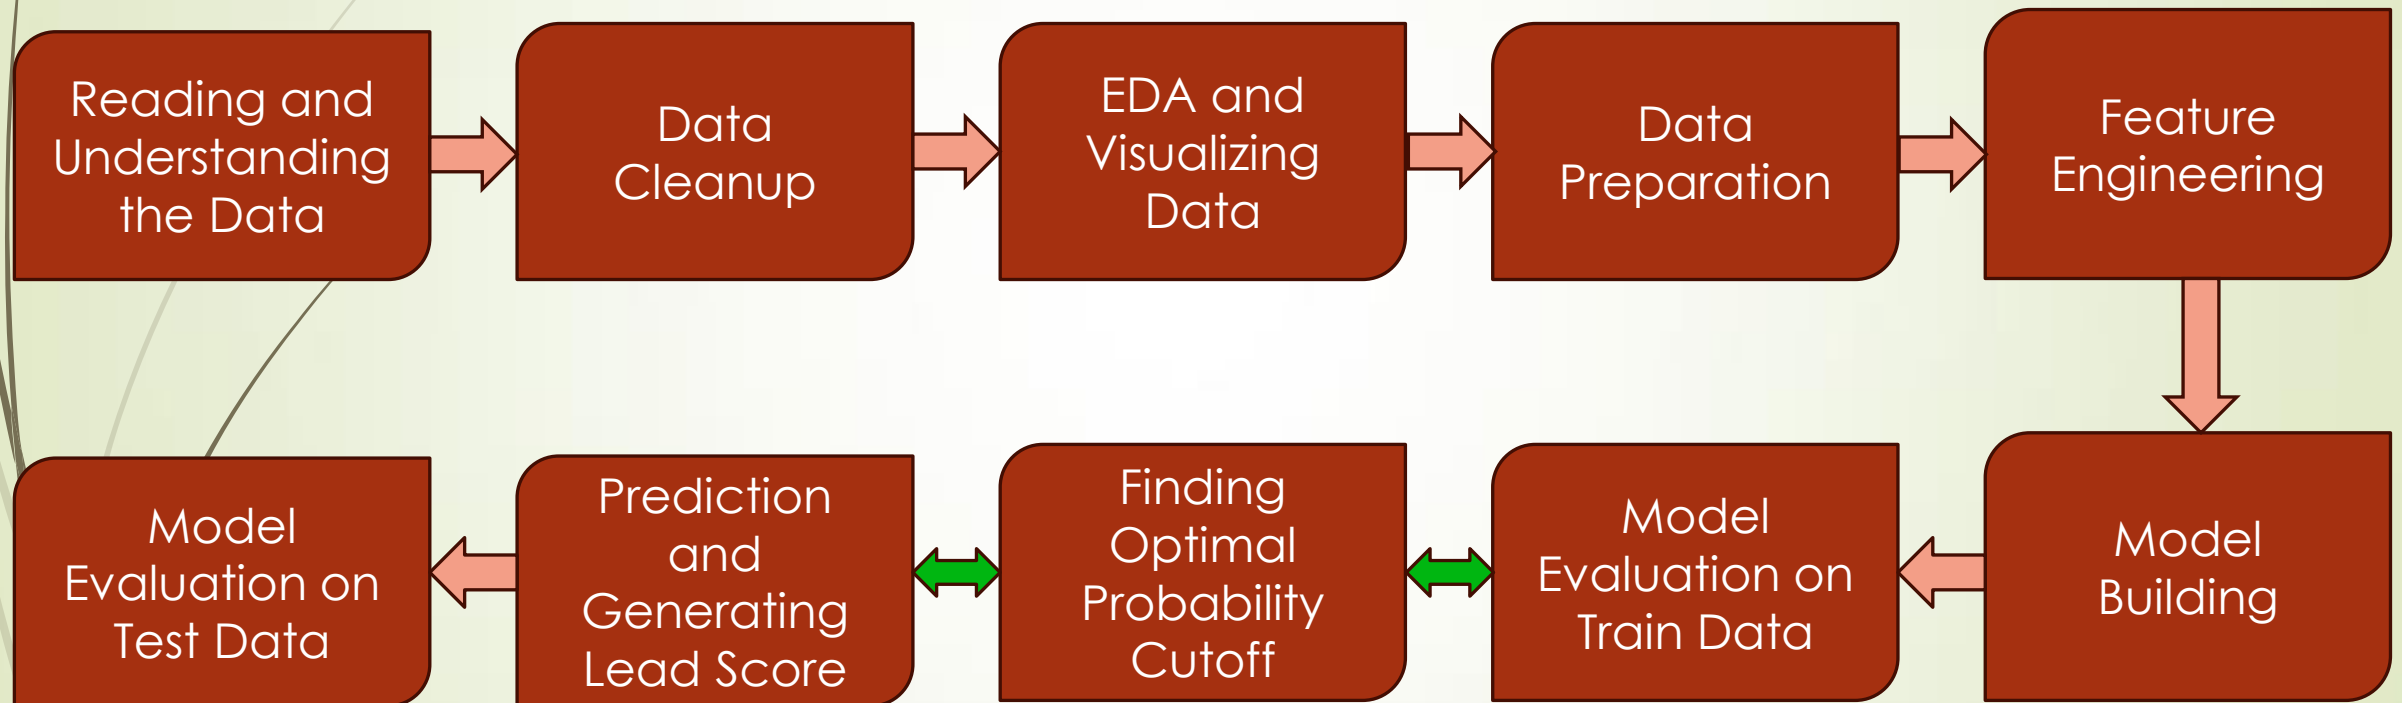 Reading and
Understanding
the Data
Data
Cleanup
EDA and
Visualizing
Data
Data
Preparation
Feature
Engineering
Model
Building
Model
Evaluation on
Train Data
Finding
Optimal
Probability
Cutoff
Prediction
and
Generating
Lead Score
Model
Evaluation on
Test Data